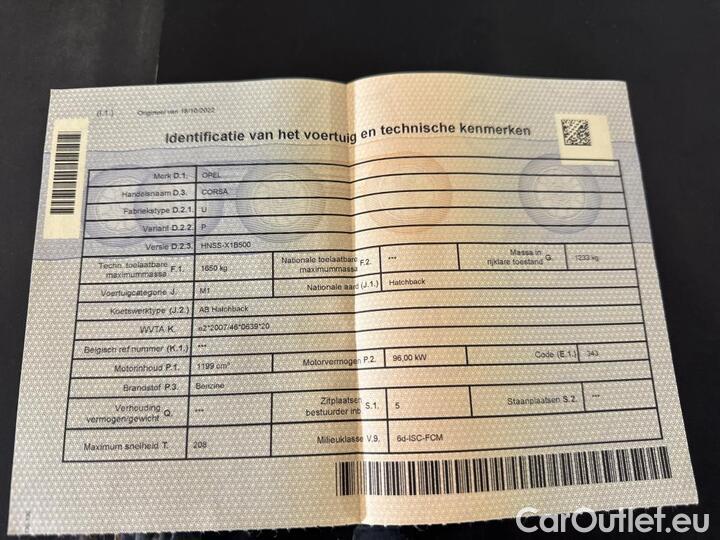 (I.1.) Origineel van 18/10/2022
Identificatie van het voertuig en technische kenmerken
Merk D.1. OPEL
Handelsnaam D.3. CORSA
Fabriekstype D.2.1. U
Variant D.2.2. P
Versie D.2.3. HNSS-X1B500
Techn. toelaatbare maximummassa F.1. 1650 kg Nationale toelaatbare maximummassa F.2. *** Massa in rijklare toestand G. 1233 kg
Voertuigcategorie J. M1 Nationale aard (J.1.) Hatchback
Koetswerktype (J.2.) AB Hatchback
WVTA K. e2*2007/46*0639*20
Belgisch ref nummer (K.1.) ***
Motorinhoud P.1. 1199 cm³ Motorvermogen P.2. 96,00 kW Code (E.1.) 343
Brandstof P.3. Benzine
Verhouding vermogen/gewicht Q. *** Zitplaatsen bestuurder inb. S.1. 5 Staanplaatsen S.2. ***
Maximum snelheid T. 208 Milieuklasse V.9. 6d-ISC-FCM
CarOutlet.eu